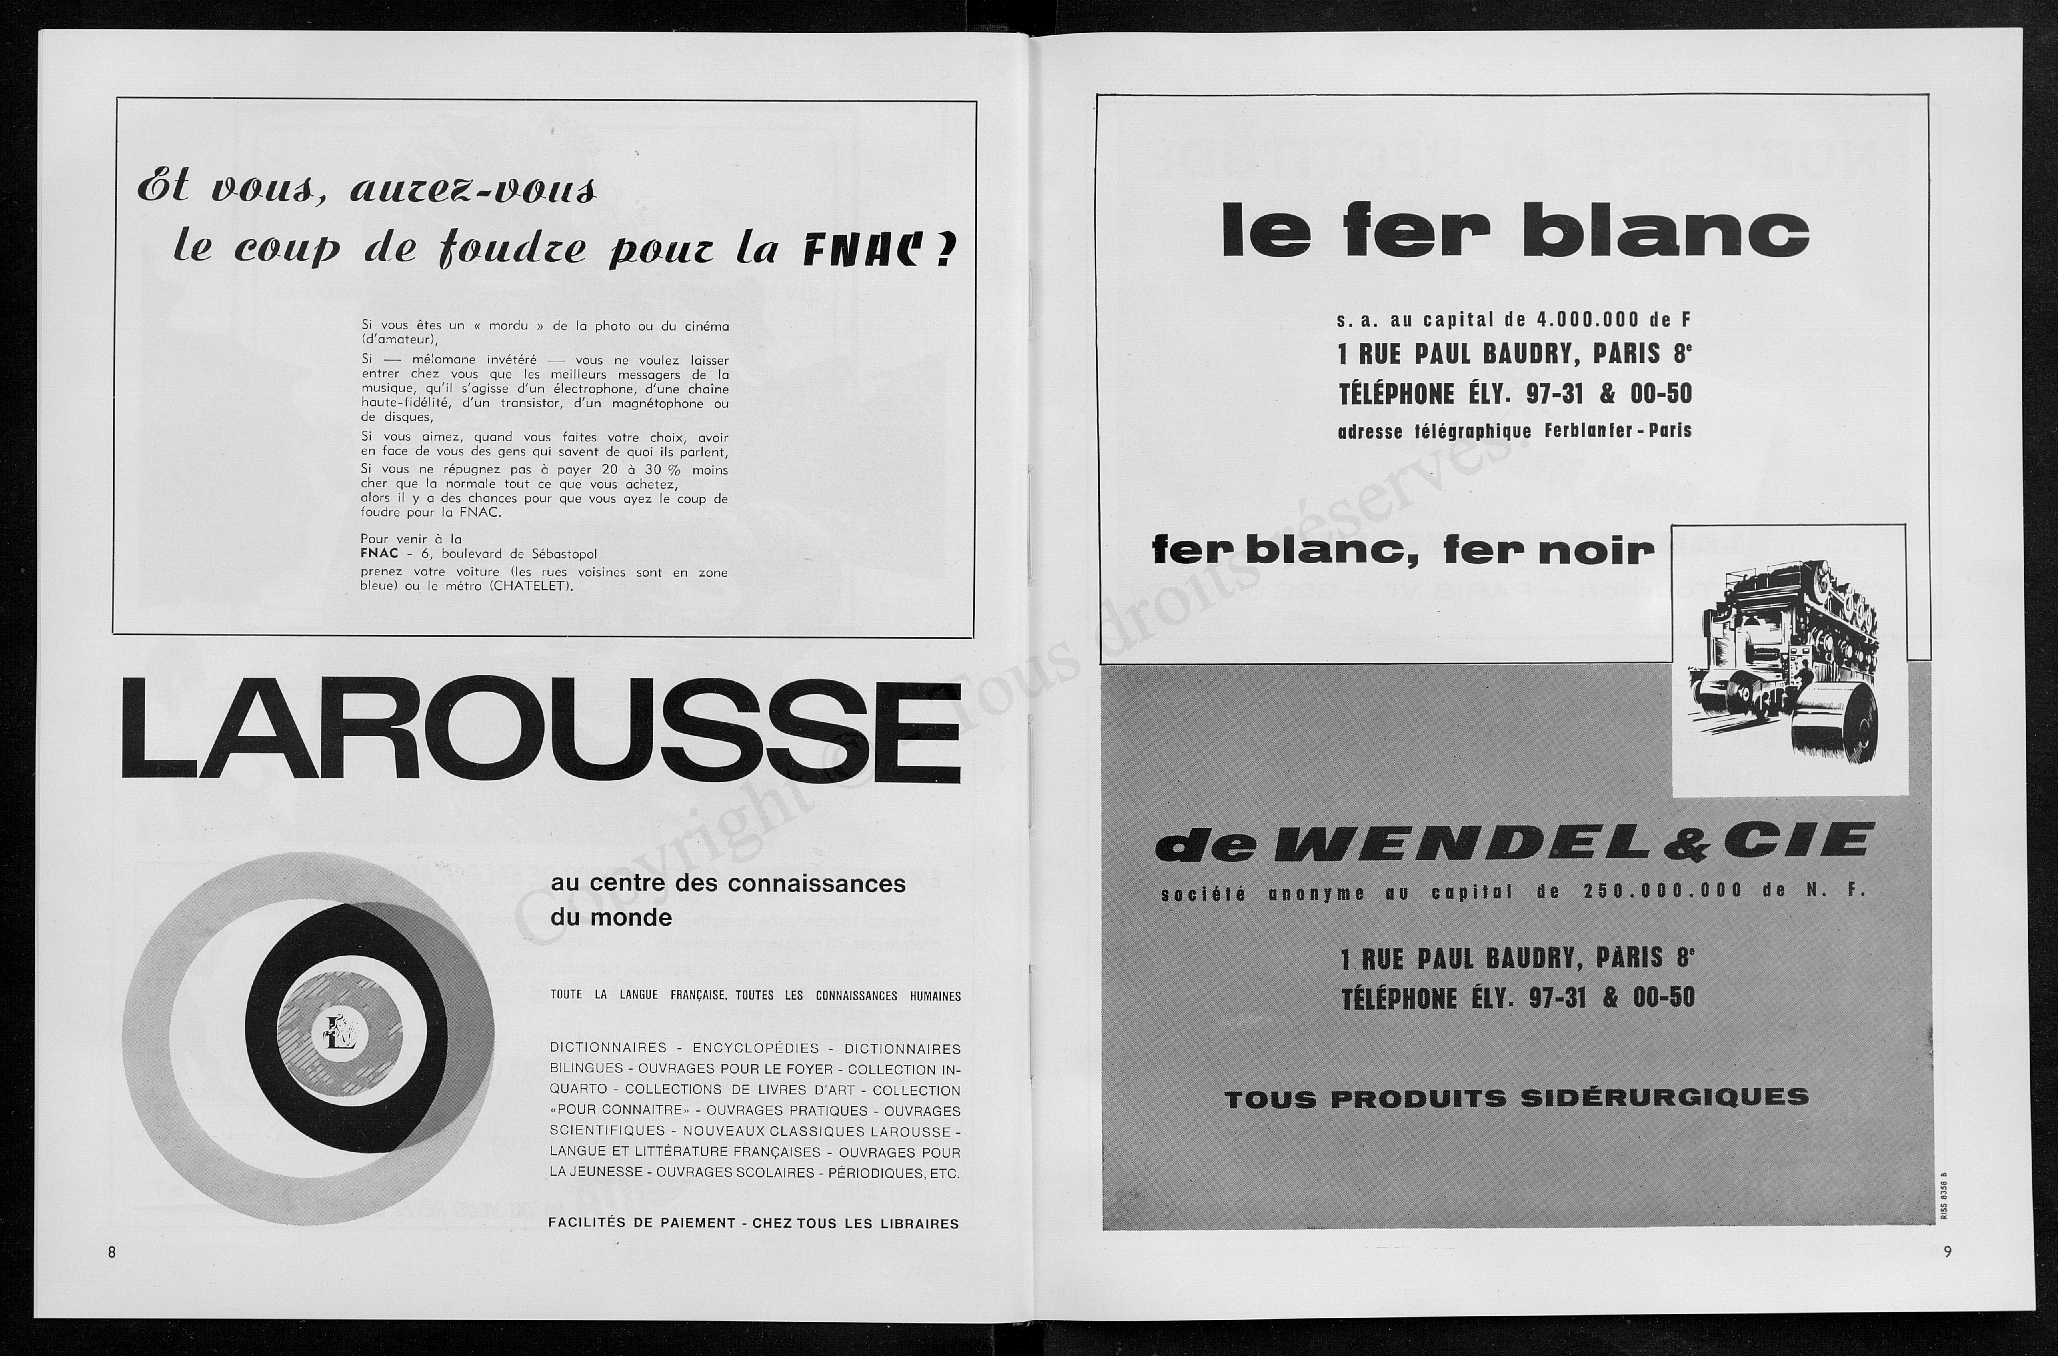 Et vous, aurez-vous
le coup de foudre pour la FNAC ?
Si vous êtes un « mordu » de la photo ou du cinéma
(d'amateur),
Si — mélomane invétéré — vous ne voulez laisser
entrer chez vous que les meilleurs messagers de la
musique, qu'il s'agisse d'un électrophone, d'une chaîne
haute-fidélité, d'un transistor, d'un magnétophone ou
de disques,
Si vous aimez, quand vous faites votre choix, avoir
en face de vous des gens qui savent de quoi ils parlent,
Si vous ne répugnez pas à payer 20 à 30 % moins
cher que la normale tout ce que vous achetez,
alors il y a des chances pour que vous ayez le coup de
foudre pour la FNAC.
Pour venir à la
FNAC - 6, boulevard de Sébastopol
prenez votre voiture (les rues voisines sont en zone
bleue) ou le métro (CHATELET).
LAROUSSE
au centre des connaissances
du monde
TOUTE LA LANGUE FRANÇAISE, TOUTES LES CONNAISSANCES HUMAINES
DICTIONNAIRES - ENCYCLOPÉDIES - DICTIONNAIRES
BILINGUES - OUVRAGES POUR LE FOYER - COLLECTION IN-
QUARTO - COLLECTIONS DE LIVRES D'ART - COLLECTION
«POUR CONNAITRE» - OUVRAGES PRATIQUES - OUVRAGES
SCIENTIFIQUES - NOUVEAUX CLASSIQUES LAROUSSE -
LANGUE ET LITTÉRATURE FRANÇAISES - OUVRAGES POUR
LA JEUNESSE - OUVRAGES SCOLAIRES - PÉRIODIQUES, ETC.
FACILITÉS DE PAIEMENT - CHEZ TOUS LES LIBRAIRES
8
le fer blanc
s. a. au capital de 4.000.000 de F
1 RUE PAUL BAUDRY, PARIS 8e
TÉLÉPHONE ÉLY. 97-31 & 00-50
adresse télégraphique Ferblanfer - Paris
fer blanc, fer noir
de WENDEL & CIE
société anonyme au capital de 250.000.000 de N. F.
1 RUE PAUL BAUDRY, PARIS 8e
TÉLÉPHONE ÉLY. 97-31 & 00-50
TOUS PRODUITS SIDÉRURGIQUES
RISS 8358 B
9
Copyright © Tous droits réservés.